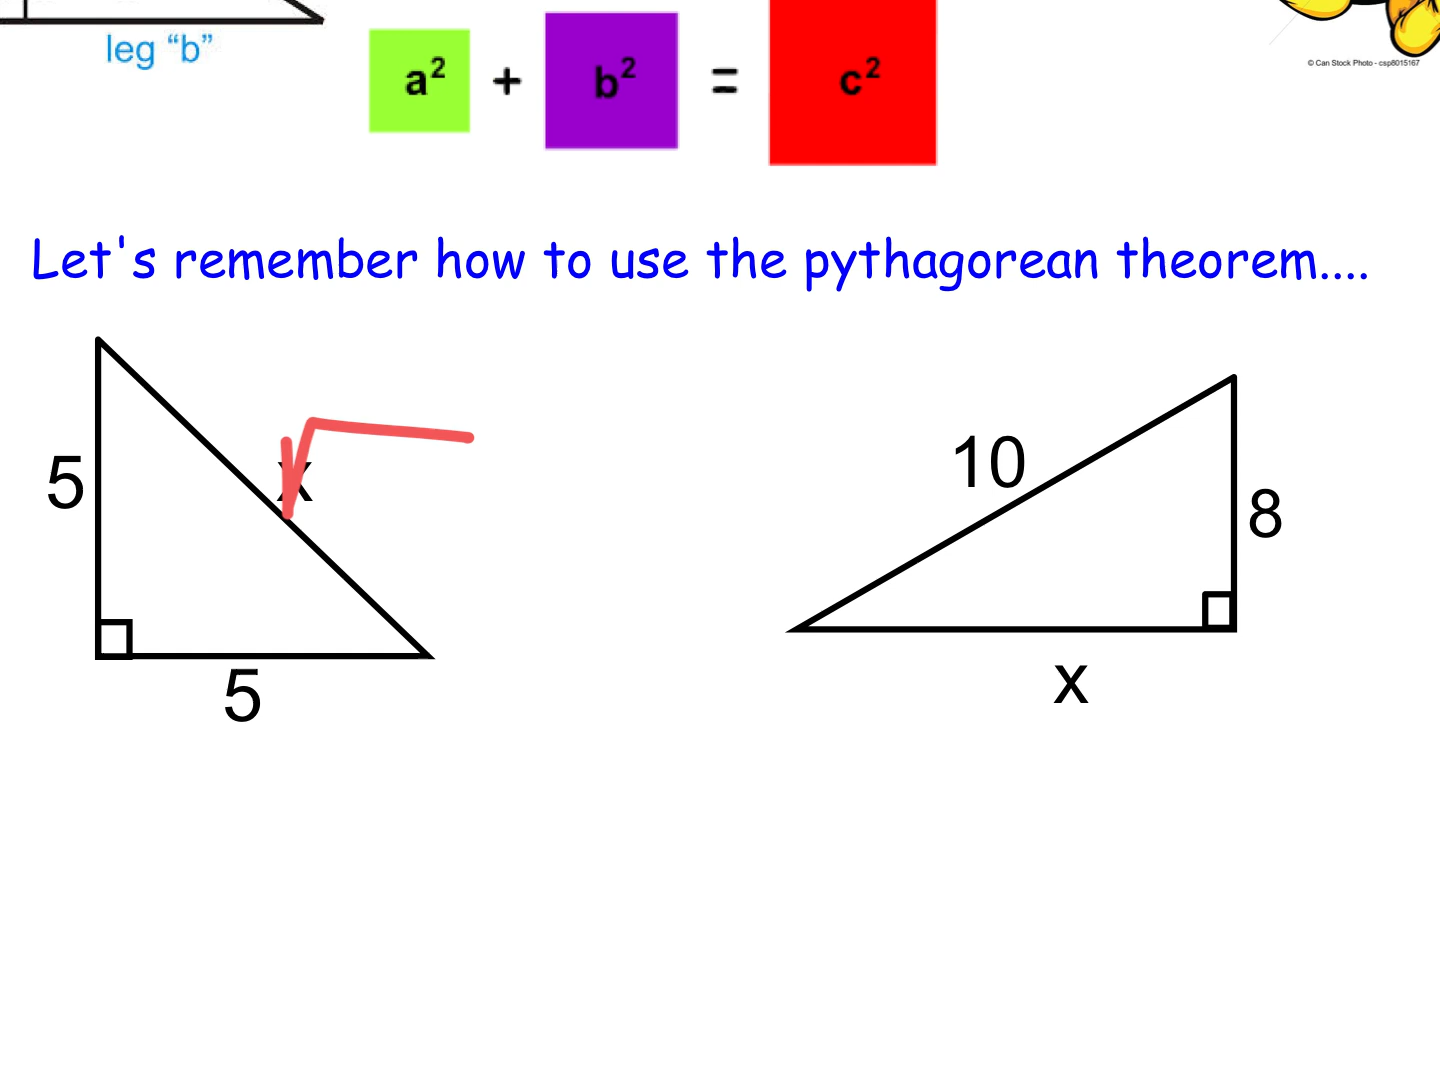 leg “b”
a² + b² = c²
© Can Stock Photo - csp8015167
Let's remember how to use the pythagorean theorem....
5
x
5
10
8
x